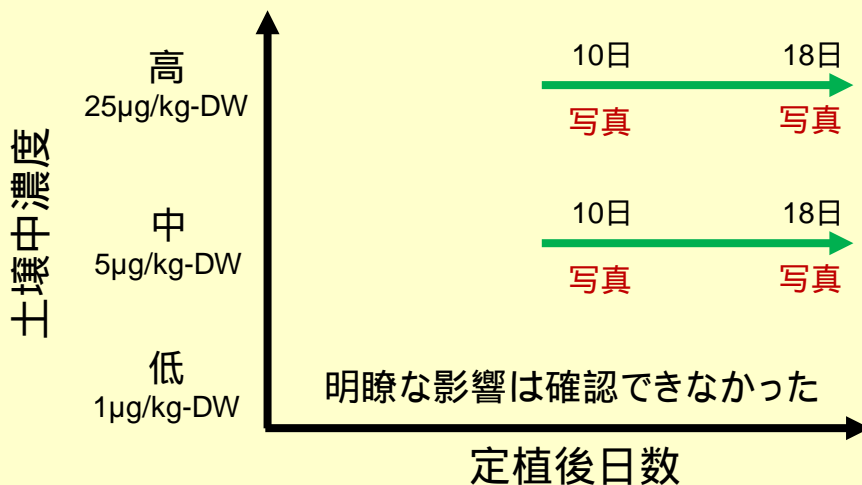 土壌中濃度
高
25µg/kg-DW
10日
18日
写真
写真
中
5µg/kg-DW
10日
18日
写真
写真
低
1µg/kg-DW
明瞭な影響は確認できなかった
定植後日数